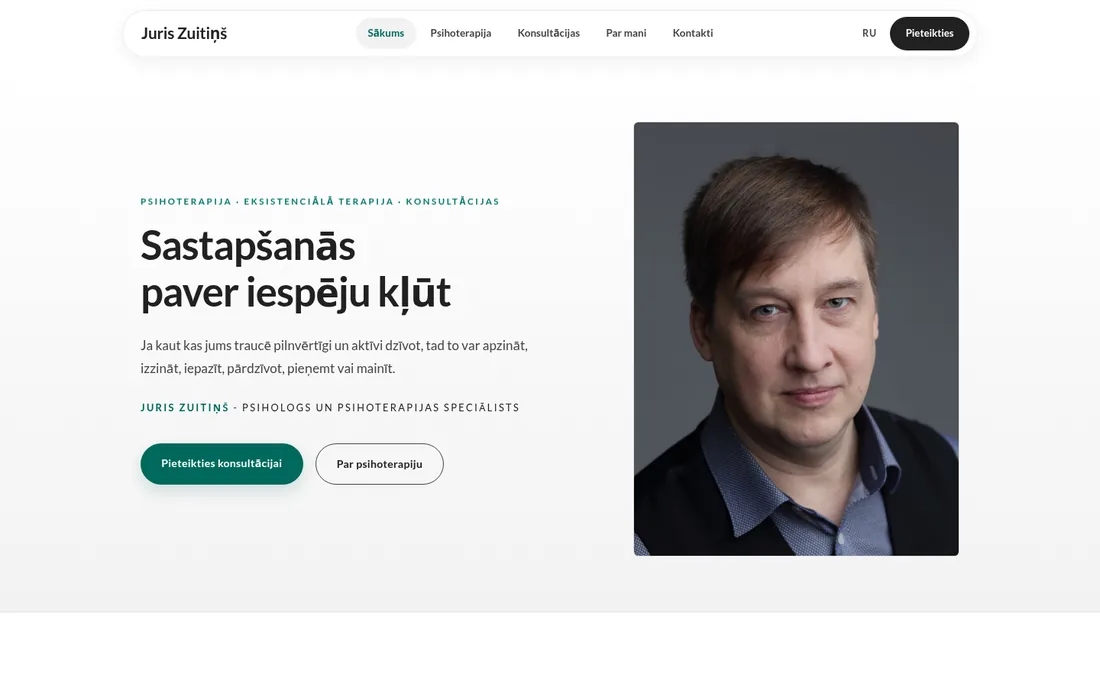 Juris Zuitiņš
Sākums
Psihoterapija
Konsultācijas
Par mani
Kontakti
RU
Pieteikties
PSIHOTERAPIJA · EKSISTENCIĀLĀ TERAPIJA · KONSULTĀCIJAS
Sastapšanās
paver iespēju kļūt
Ja kaut kas jums traucē pilnvērtīgi un aktīvi dzīvot, tad to var apzināt,
izzināt, iepazīt, pārdzīvot, pieņemt vai mainīt.
JURIS ZUITIŅŠ - PSIHOLOGS UN PSIHOTERAPIJAS SPECIĀLISTS
Pieteikties konsultācijai
Par psihoterapiju